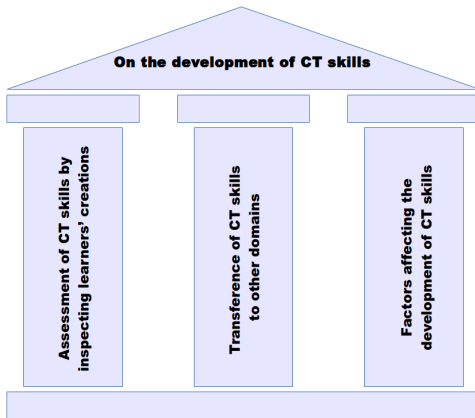 On the development of CT skills
Assessment of CT skills by
inspecting learners’ creations
Transference of CT skills
to other domains
Factors affecting the
development of CT skills